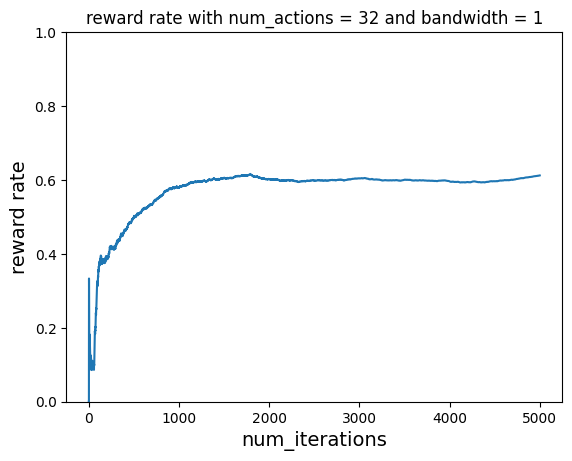 reward rate with num_actions = 32 and bandwidth = 1
1.0
0.8
0.6
0.4
0.2
0.0
reward rate
0 1000 2000 3000 4000 5000
num_iterations